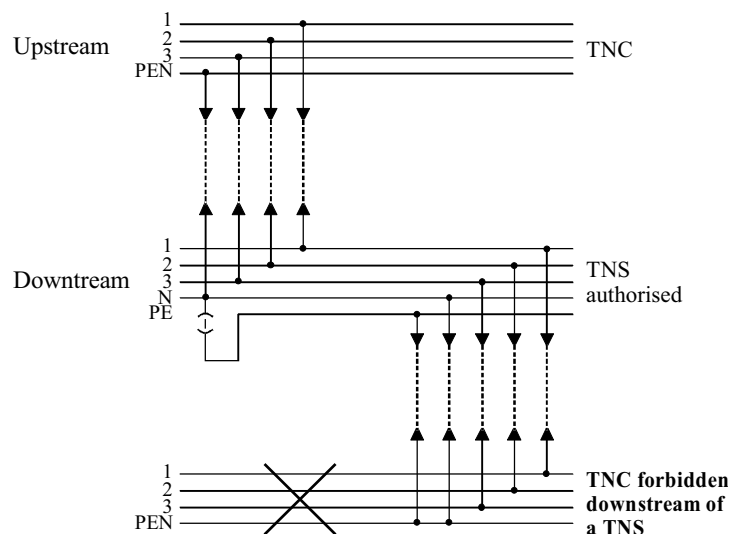 1
2
3
PEN
Upstream
TNC
1
2
3
N
PE
Downtream
TNS
authorised
1
2
3
PEN
TNC forbidden
downstream of
a TNS